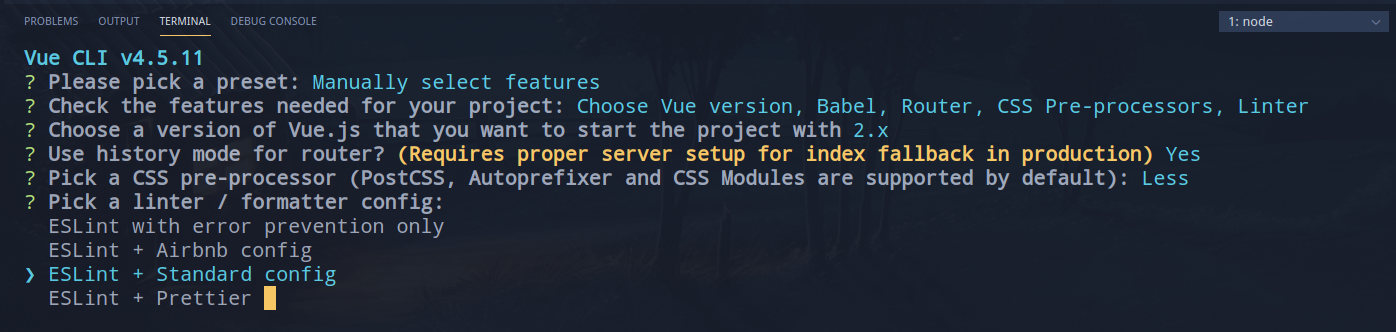 PROBLEMS OUTPUT TERMINAL DEBUG CONSOLE 1: node
Vue CLI v4.5.11
? Please pick a preset: Manually select features
? Check the features needed for your project: Choose Vue version, Babel, Router, CSS Pre-processors, Linter
? Choose a version of Vue.js that you want to start the project with 2.x
? Use history mode for router? (Requires proper server setup for index fallback in production) Yes
? Pick a CSS pre-processor (PostCSS, Autoprefixer and CSS Modules are supported by default): Less
? Pick a linter / formatter config:
ESLint with error prevention only
ESLint + Airbnb config
❯ ESLint + Standard config
ESLint + Prettier